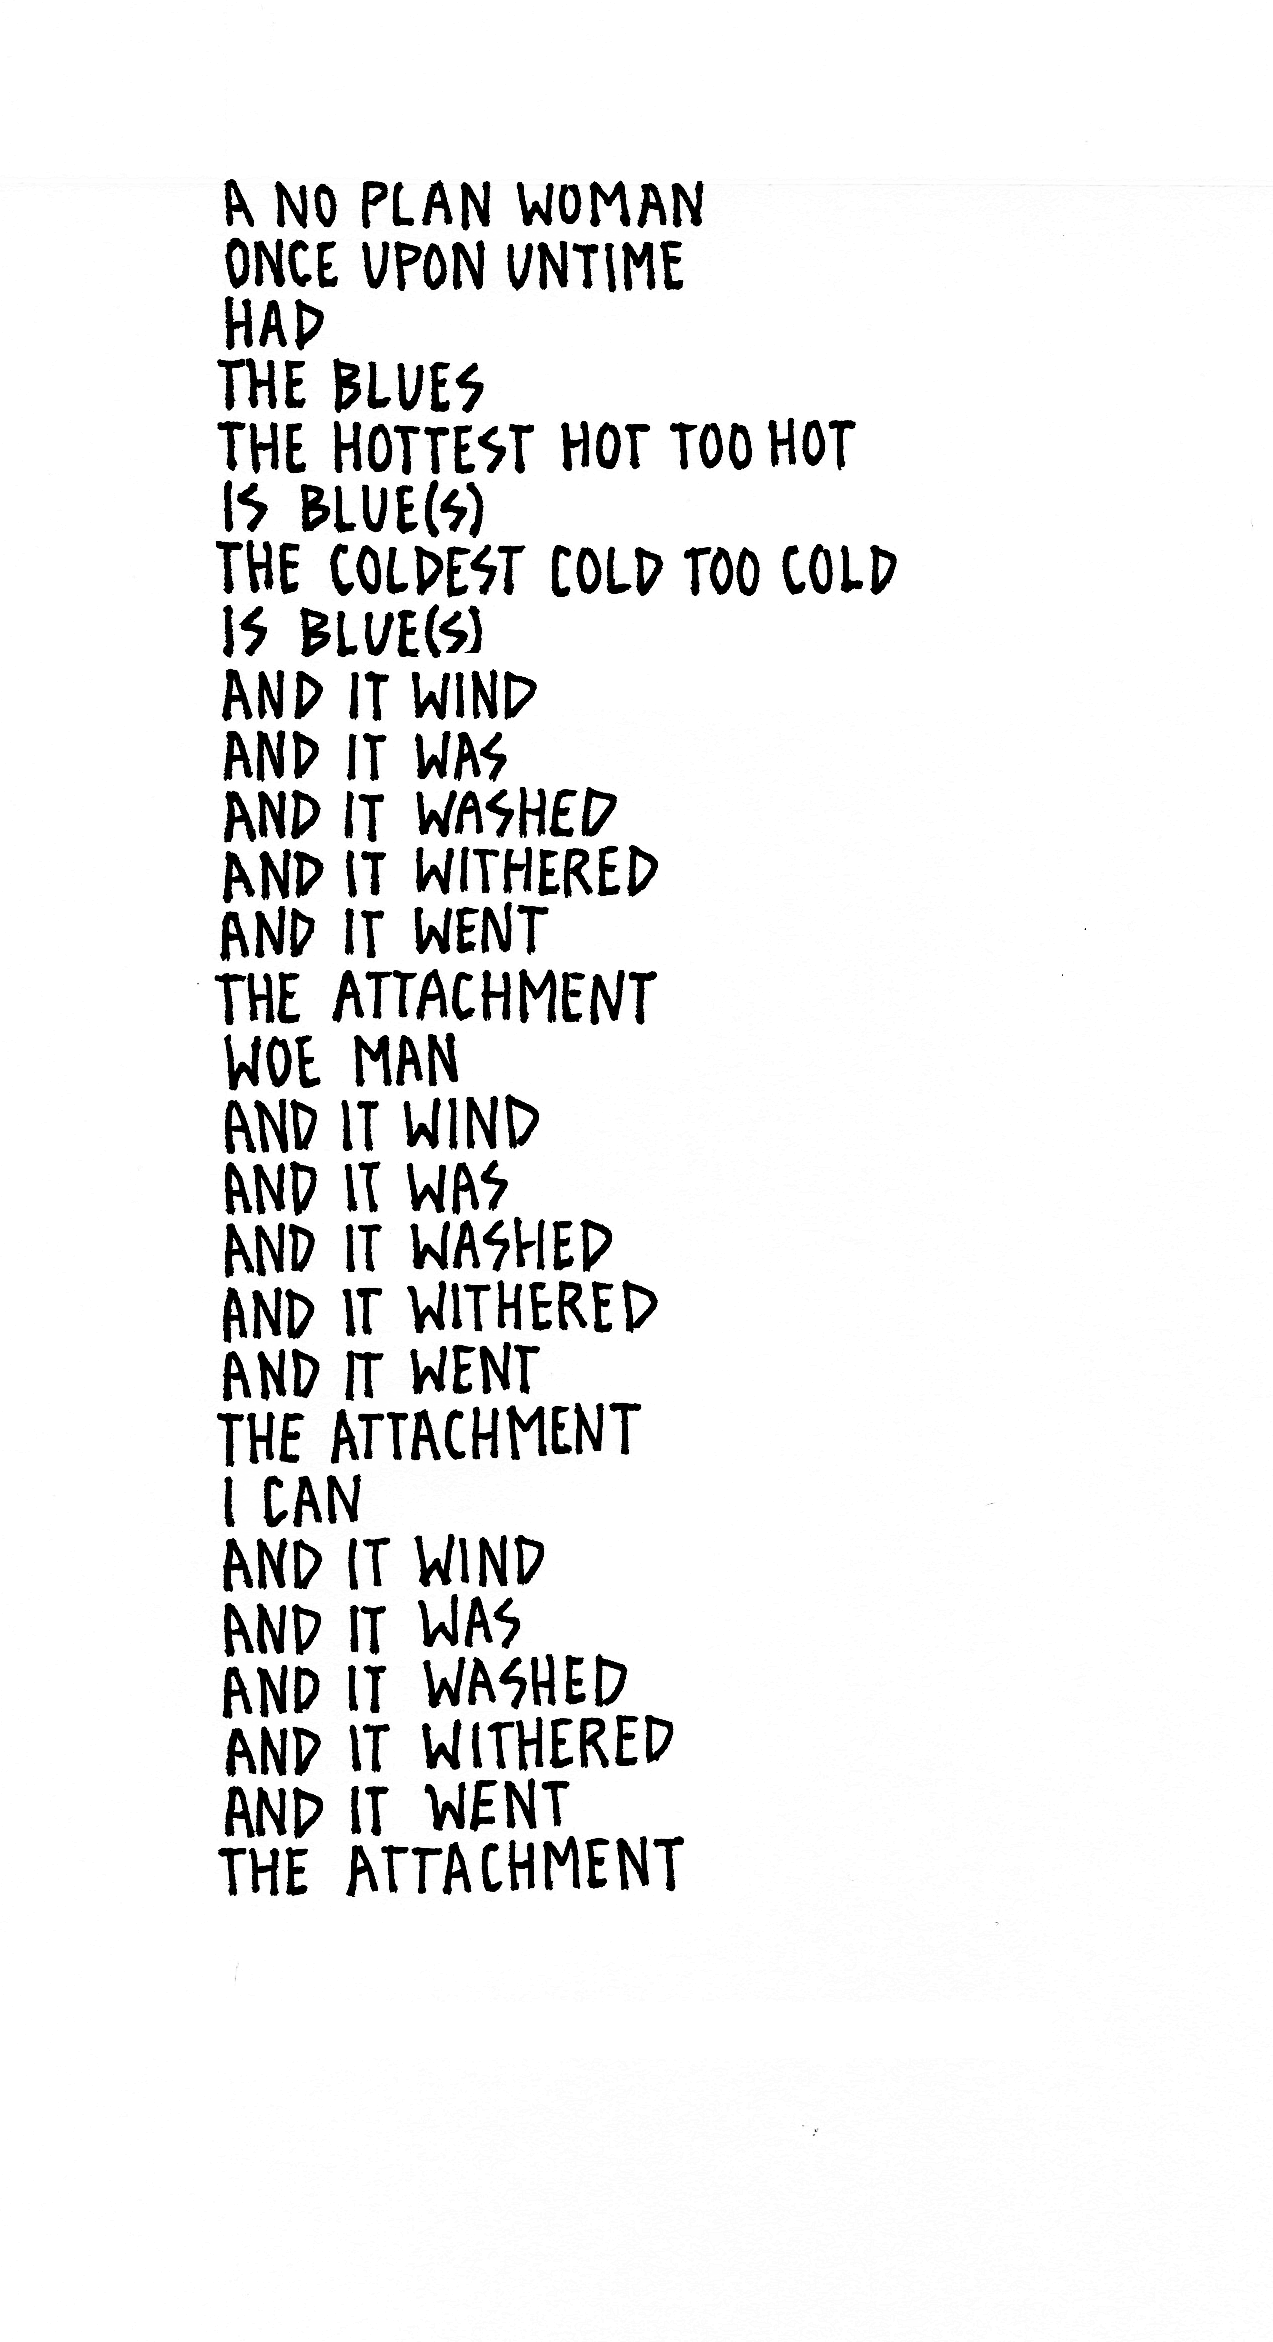 A NO PLAN WOMAN
ONCE UPON UNTIME
HAD
THE BLUES
THE HOTTEST HOT TOO HOT
IS BLUE(S)
THE COLDEST COLD TOO COLD
IS BLUE(S)
AND IT WIND
AND IT WAS
AND IT WASHED
AND IT WITHERED
AND IT WENT
THE ATTACHMENT
WOE MAN
AND IT WIND
AND IT WAS
AND IT WASHED
AND IT WITHERED
AND IT WENT
THE ATTACHMENT
I CAN
AND IT WIND
AND IT WAS
AND IT WASHED
AND IT WITHERED
AND IT WENT
THE ATTACHMENT